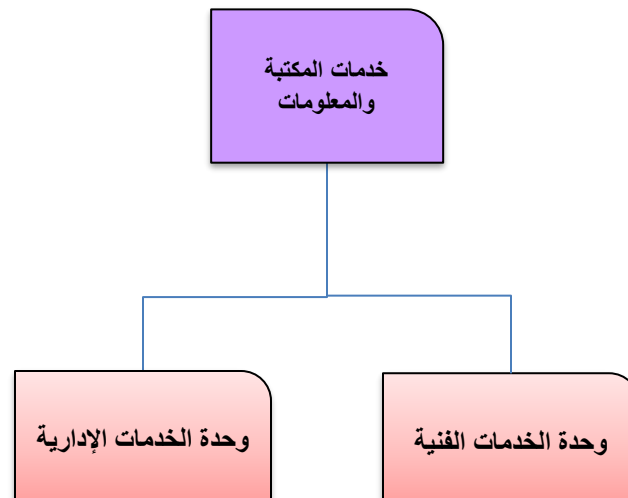 خدمات المكتبة
والمعلومات
وحدة الخدمات الفنية
وحدة الخدمات الإدارية